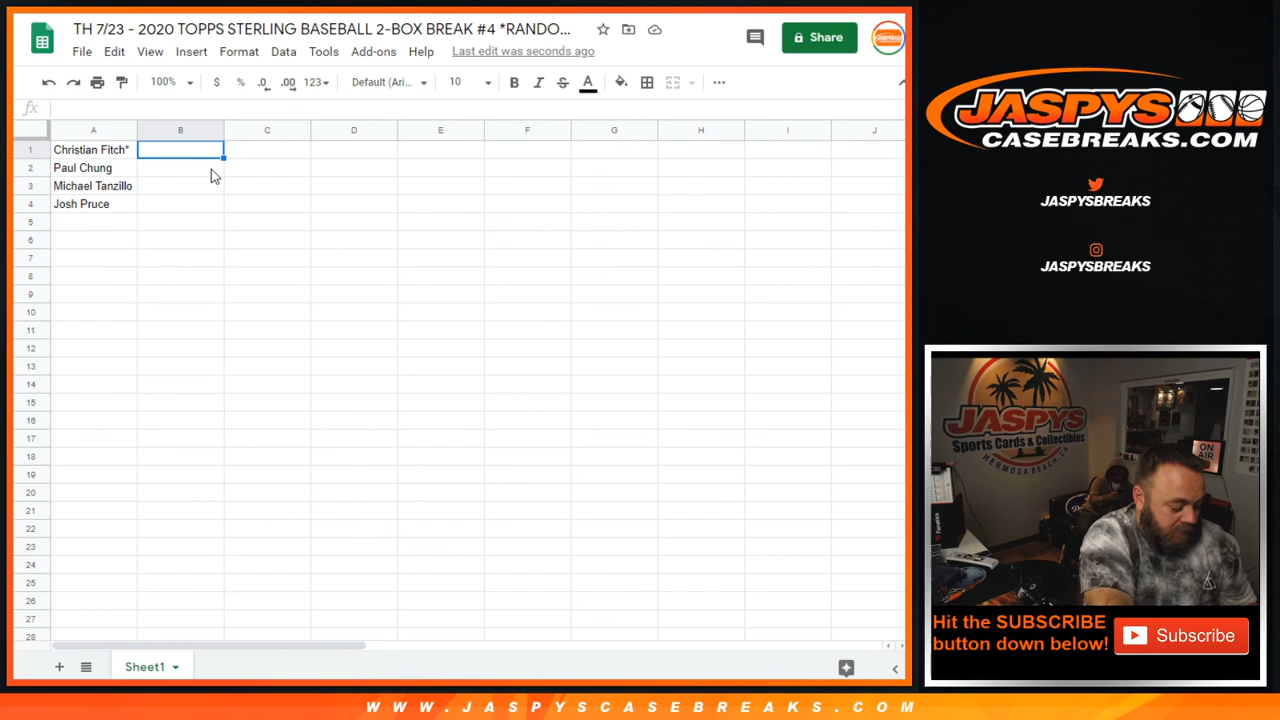 TH 7/23 - 2020 TOPPS STERLING BASEBALL 2-BOX BREAK #4 *RANDO...
File Edit View Insert Format Data Tools Add-ons Help Last edit was seconds ago
Share
100% $ % .0 .00 123 Default (Ari... 10 B I S A
fx
A B C D E F G H I J
1 Christian Fitch*
2 Paul Chung
3 Michael Tanzillo
4 Josh Pruce
5
6
7
8
9
10
11
12
13
14
15
16
17
18
19
20
21
22
23
24
25
26
27
28
Sheet1
JASPYS
CASEBREAKS.COM
JASPYSBREAKS
JASPYSBREAKS
JASPYS
Sports Cards & Collectibles
HERMOSA BEACH, CA
ON
AIR
Hit the SUBSCRIBE
button down below!
Subscribe
WWW.JASPYSCASEBREAKS.COM